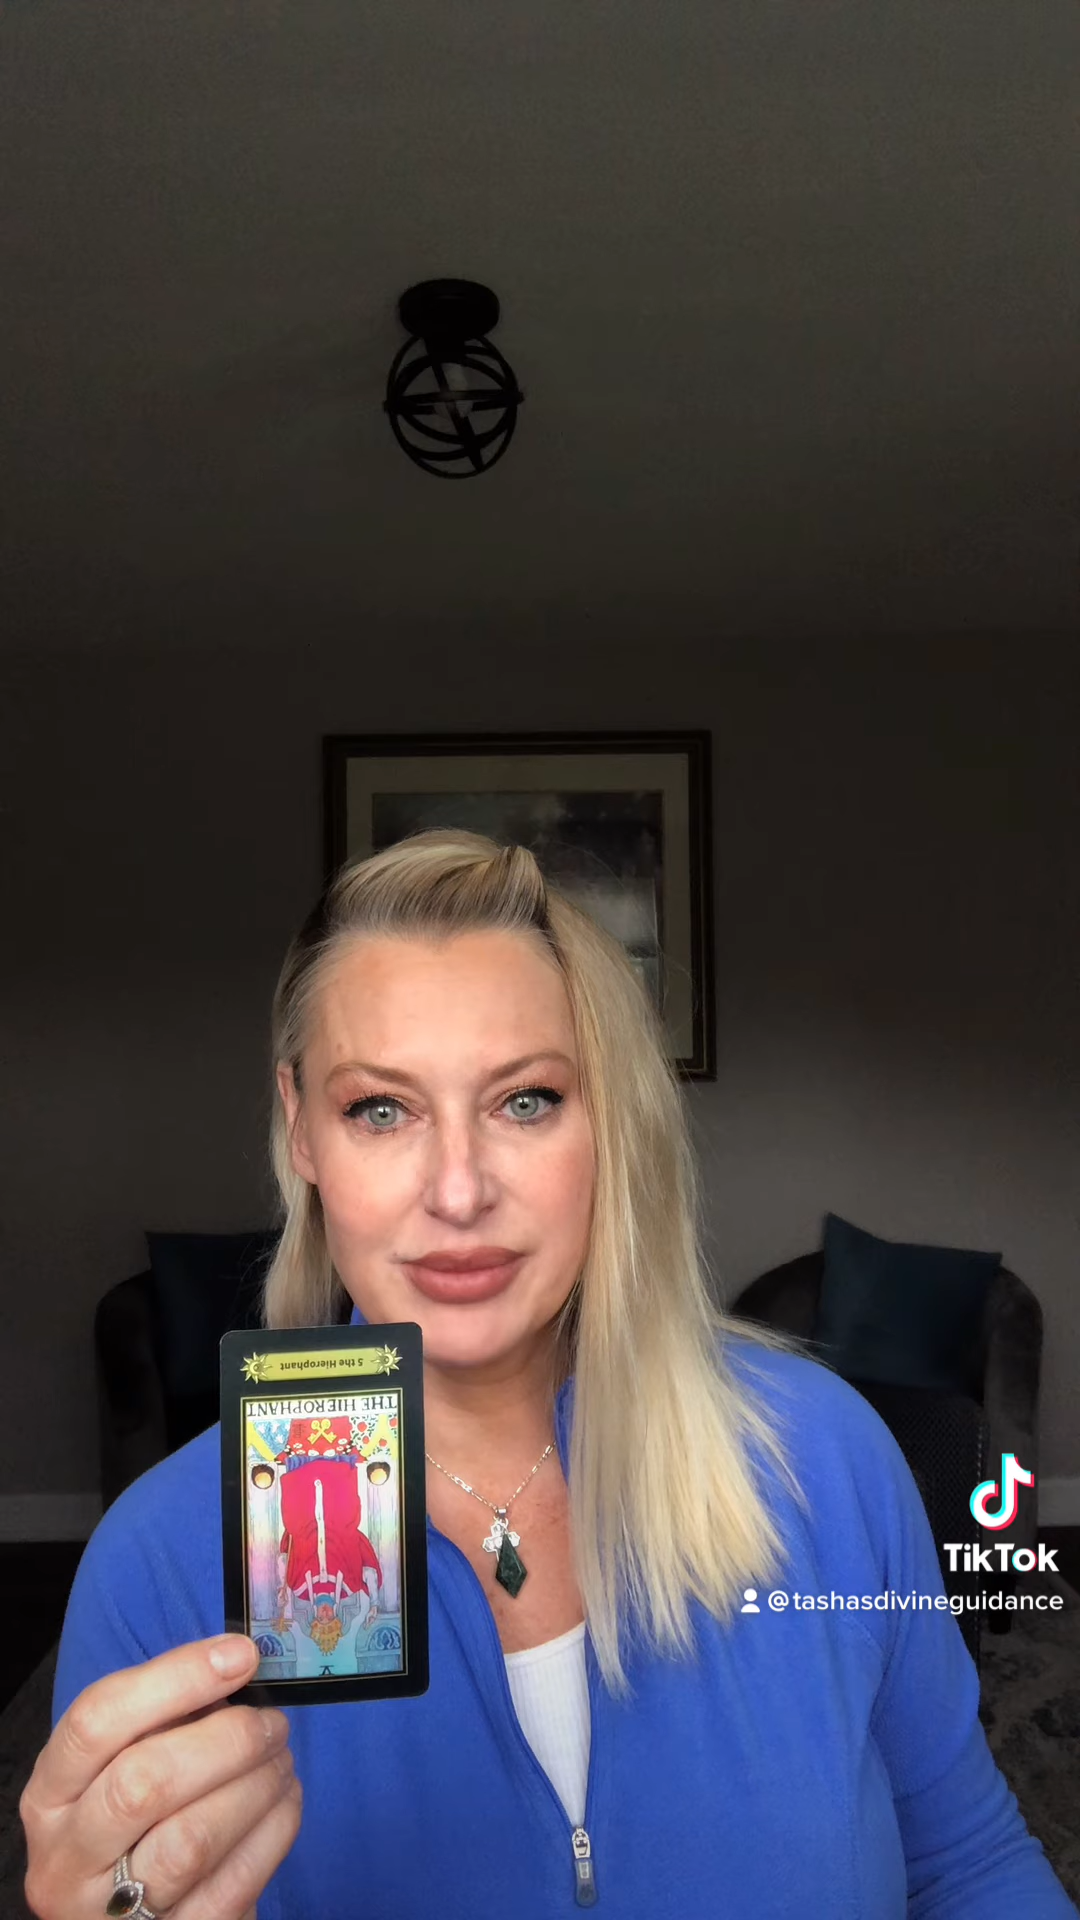 5 the Hierophant
THE HIEROPHANT
V
TikTok
@tashasdivineguidance